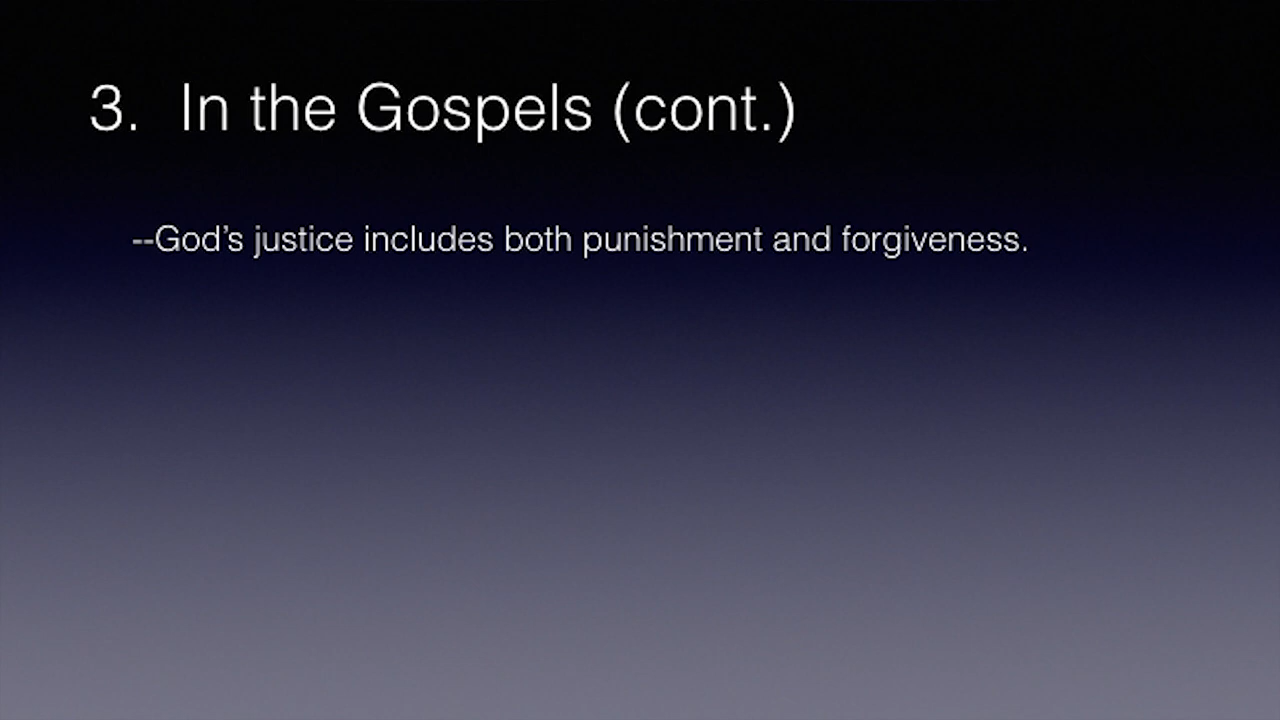 3. In the Gospels (cont.)
--God’s justice includes both punishment and forgiveness.